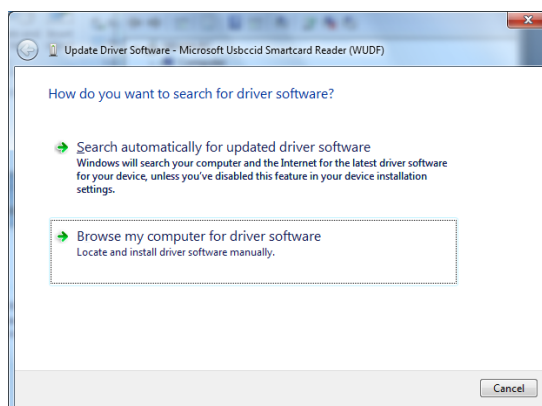 Update Driver Software - Microsoft Usbccid Smartcard Reader (WUDF)
How do you want to search for driver software?
Search automatically for updated driver software
Windows will search your computer and the Internet for the latest driver software
for your device, unless you've disabled this feature in your device installation
settings.
Browse my computer for driver software
Locate and install driver software manually.
Cancel